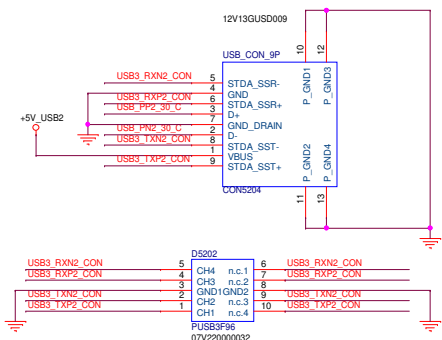 12V13GUSD009
USB_CON_9P
USB3_RXN2_CON 5 STDA_SSR-
4 GND
USB3_RXP2_CON 6 STDA_SSR+
USB_PP2_30_C 3 D+
7 GND_DRAIN
USB_PN2_30_C 2 D-
USB3_TXN2_CON 8 STDA_SST-
1 VBUS
USB3_TXP2_CON 9 STDA_SST+
+5V_USB2
10 P_GND1
12 P_GND3
P_GND2 11
P_GND4 13
CON5204
D5202
USB3_RXN2_CON 5 CH4 n.c.1 6 USB3_RXN2_CON
USB3_RXP2_CON 4 CH3 n.c.2 7 USB3_RXP2_CON
3 GND1 GND2 8
USB3_TXN2_CON 2 CH2 n.c.3 9 USB3_TXN2_CON
USB3_TXP2_CON 1 CH1 n.c.4 10 USB3_TXP2_CON
PUSB3F96
07V220000032